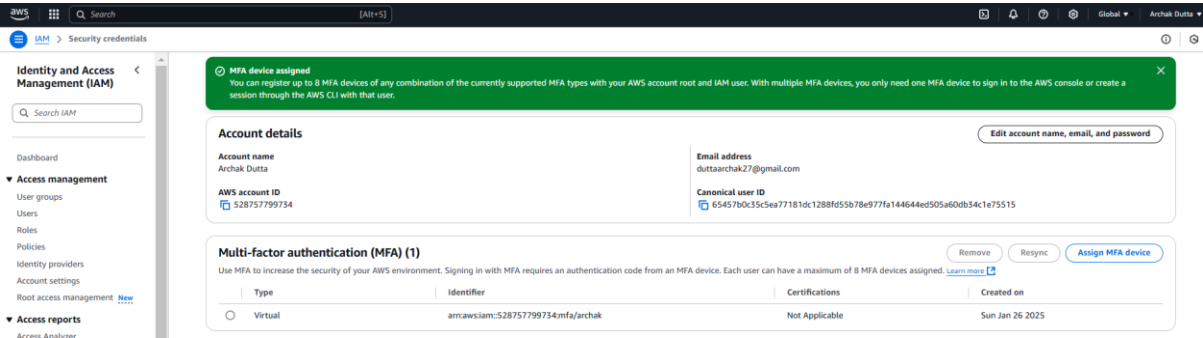 aws
Search
[Alt+S]
Global
Archak Dutta
IAM > Security credentials
Identity and Access
Management (IAM)
Search IAM
Dashboard
Access management
User groups
Users
Roles
Policies
Identity providers
Account settings
Root access management New
Access reports
Access Analyzer
MFA device assigned
You can register up to 8 MFA devices of any combination of the currently supported MFA types with your AWS account root and IAM user. With multiple MFA devices, you only need one MFA device to sign in to the AWS console or create a
session through the AWS CLI with that user.
Account details
Edit account name, email, and password
Account name
Archak Dutta
Email address
duttaarchak27@gmail.com
AWS account ID
528757799734
Canonical user ID
65457b0c35c5ea77181dc1288fd55b78e977fa144644ed505a60db34c1e75515
Multi-factor authentication (MFA) (1)
Remove
Resync
Assign MFA device
Use MFA to increase the security of your AWS environment. Signing in with MFA requires an authentication code from an MFA device. Each user can have a maximum of 8 MFA devices assigned. Learn more
Type
Identifier
Certifications
Created on
Virtual
arn:aws:iam::528757799734:mfa/archak
Not Applicable
Sun Jan 26 2025